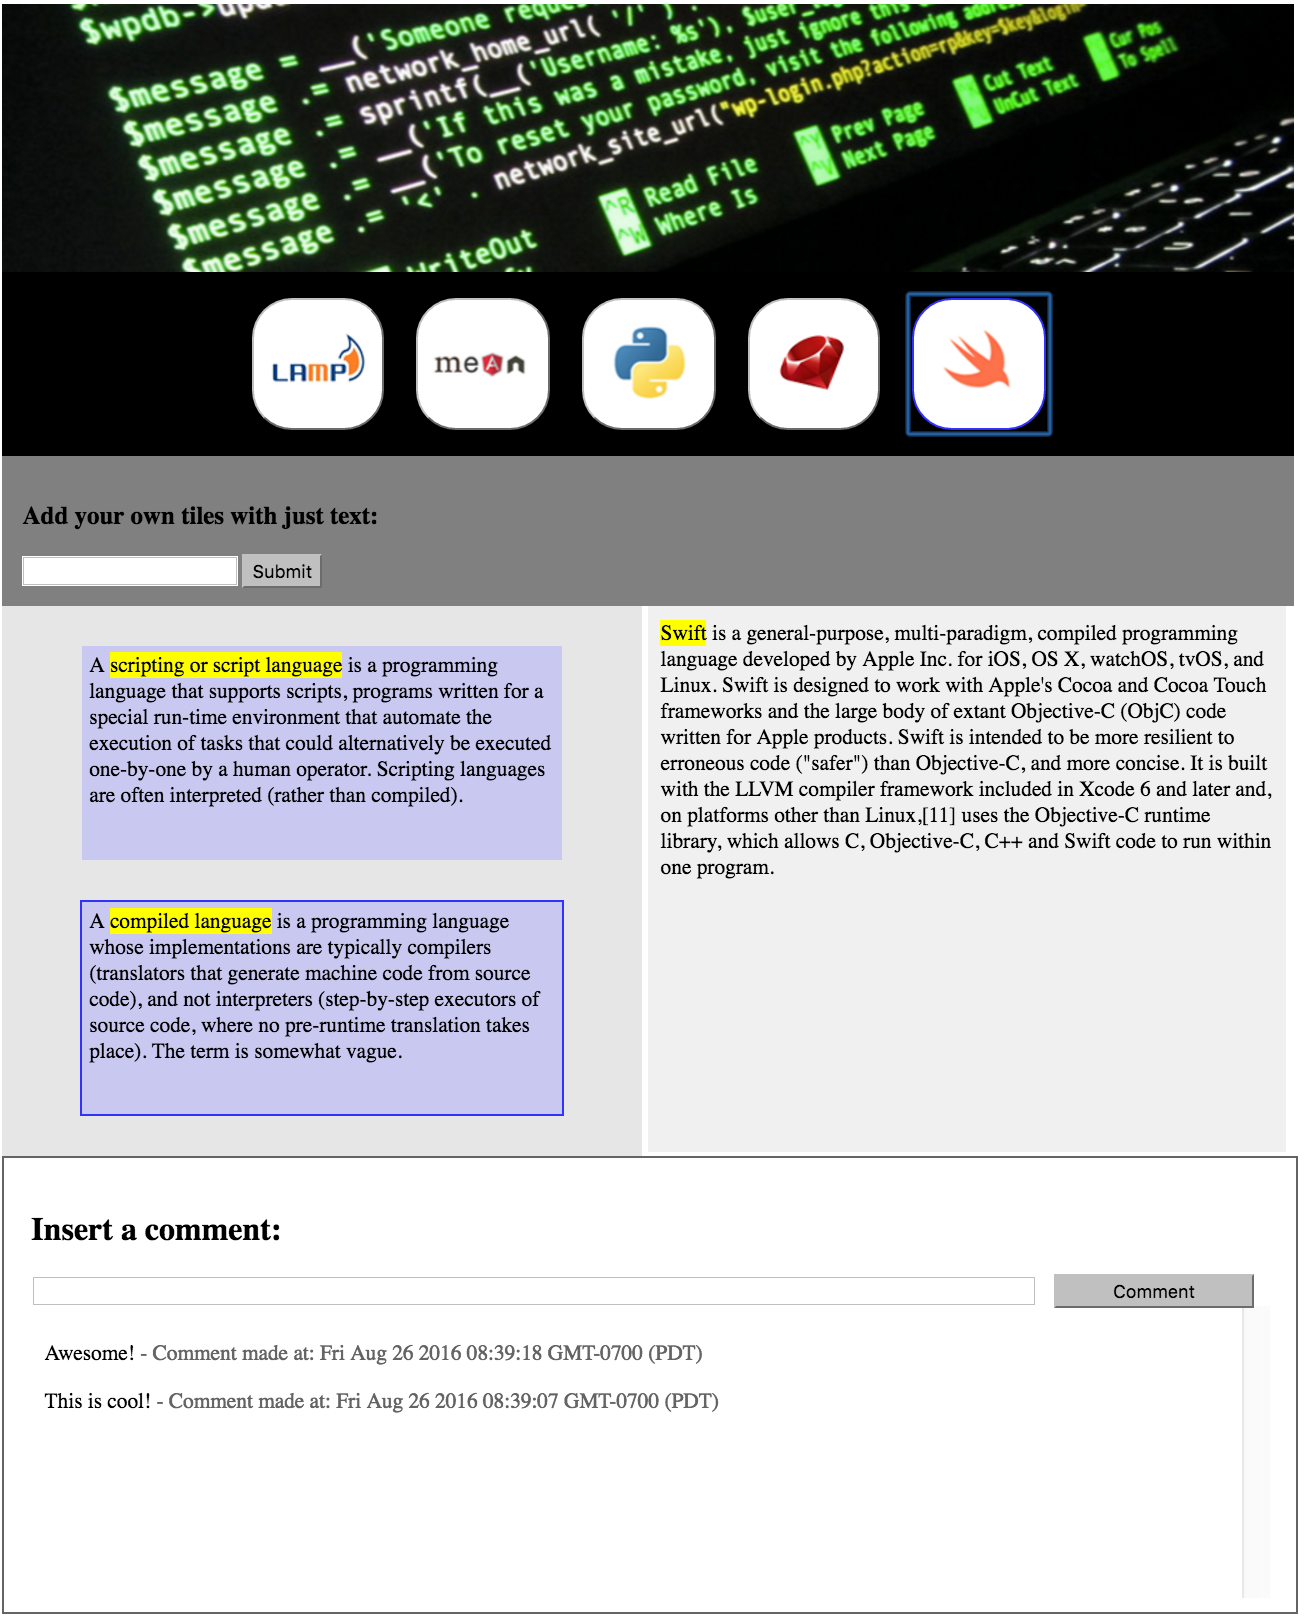 $wpdb->
$message = __('Someone reque
$message .= network_home_url( '/' ) .
$message .= sprintf(__('Username: %s'), $user_
$message .= __('If this was a mistake, just ignore this
$message .= __('To reset your password, visit the following addre
$message .= '<' . network_site_url("wp-login.php?action=rp&key=$key&login=
^R Read File
^Y Prev Page
Cut Text
Cur Pos
WriteOut
^W Where Is
^V Next Page
UnCut Text
To Spell
LAMP
mean
Add your own tiles with just text:
Submit
A scripting or script language is a programming
language that supports scripts, programs written for a
special run-time environment that automate the
execution of tasks that could alternatively be executed
one-by-one by a human operator. Scripting languages
are often interpreted (rather than compiled).
A compiled language is a programming language
whose implementations are typically compilers
(translators that generate machine code from source
code), and not interpreters (step-by-step executors of
source code, where no pre-runtime translation takes
place). The term is somewhat vague.
Swift is a general-purpose, multi-paradigm, compiled programming
language developed by Apple Inc. for iOS, OS X, watchOS, tvOS, and
Linux. Swift is designed to work with Apple's Cocoa and Cocoa Touch
frameworks and the large body of extant Objective-C (ObjC) code
written for Apple products. Swift is intended to be more resilient to
erroneous code ("safer") than Objective-C, and more concise. It is built
with the LLVM compiler framework included in Xcode 6 and later and,
on platforms other than Linux,[11] uses the Objective-C runtime
library, which allows C, Objective-C, C++ and Swift code to run within
one program.
Insert a comment:
Comment
Awesome! - Comment made at: Fri Aug 26 2016 08:39:18 GMT-0700 (PDT)
This is cool! - Comment made at: Fri Aug 26 2016 08:39:07 GMT-0700 (PDT)